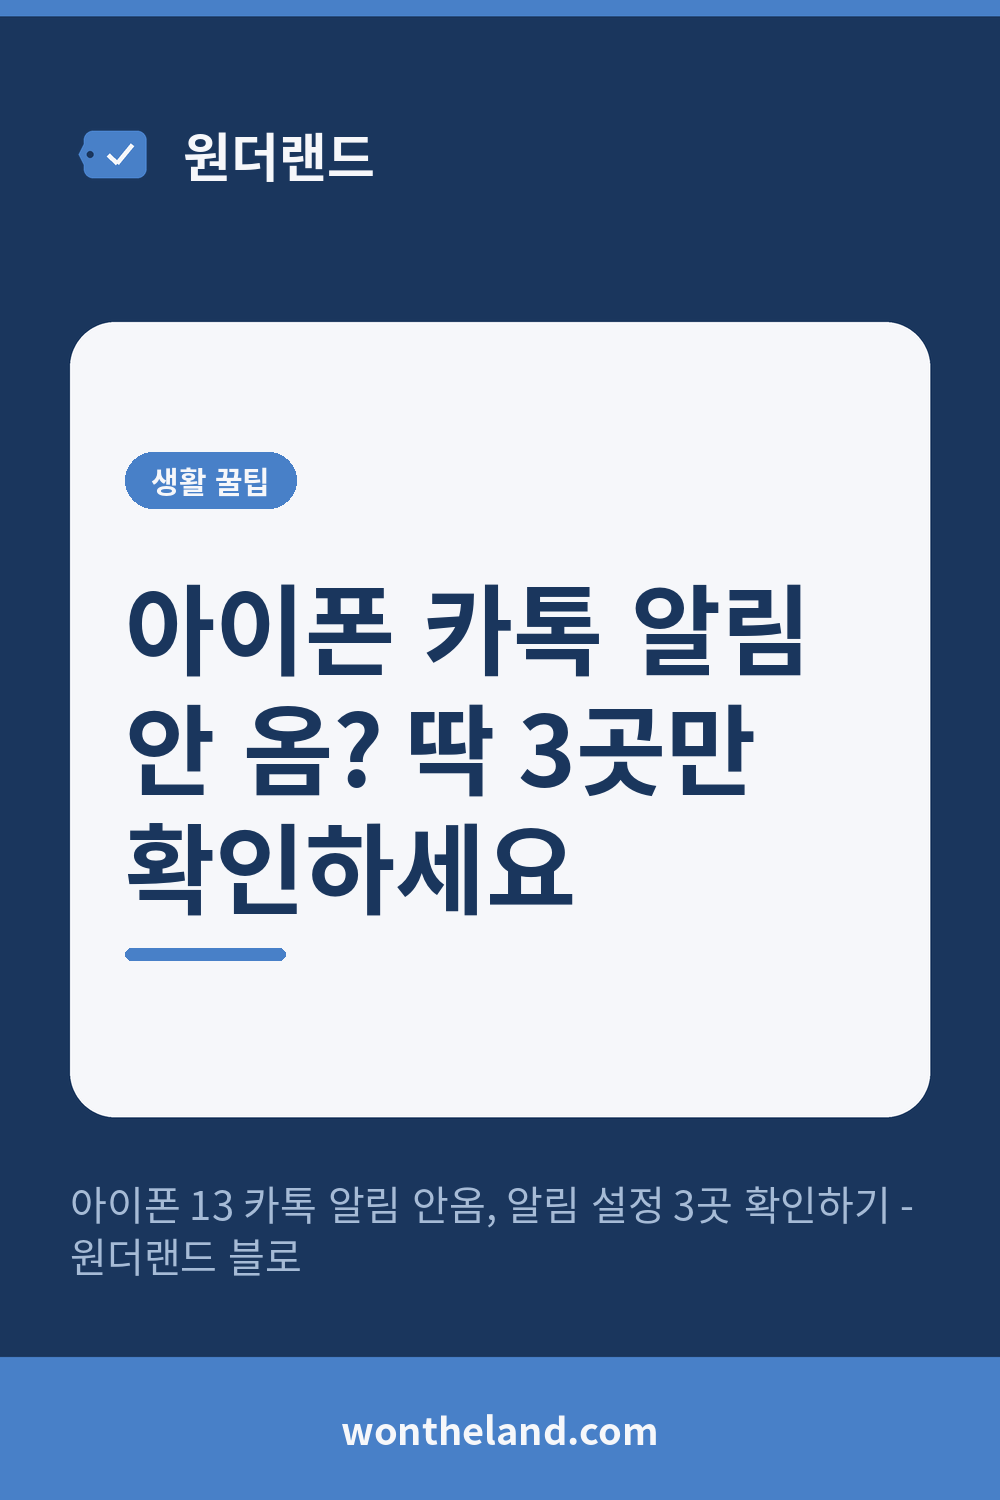 원더랜드
생활 꿀팁
아이폰 카톡 알림
안 옴? 딱 3곳만
확인하세요
아이폰 13 카톡 알림 안옴, 알림 설정 3곳 확인하기 -
원더랜드 블로
wontheland.com